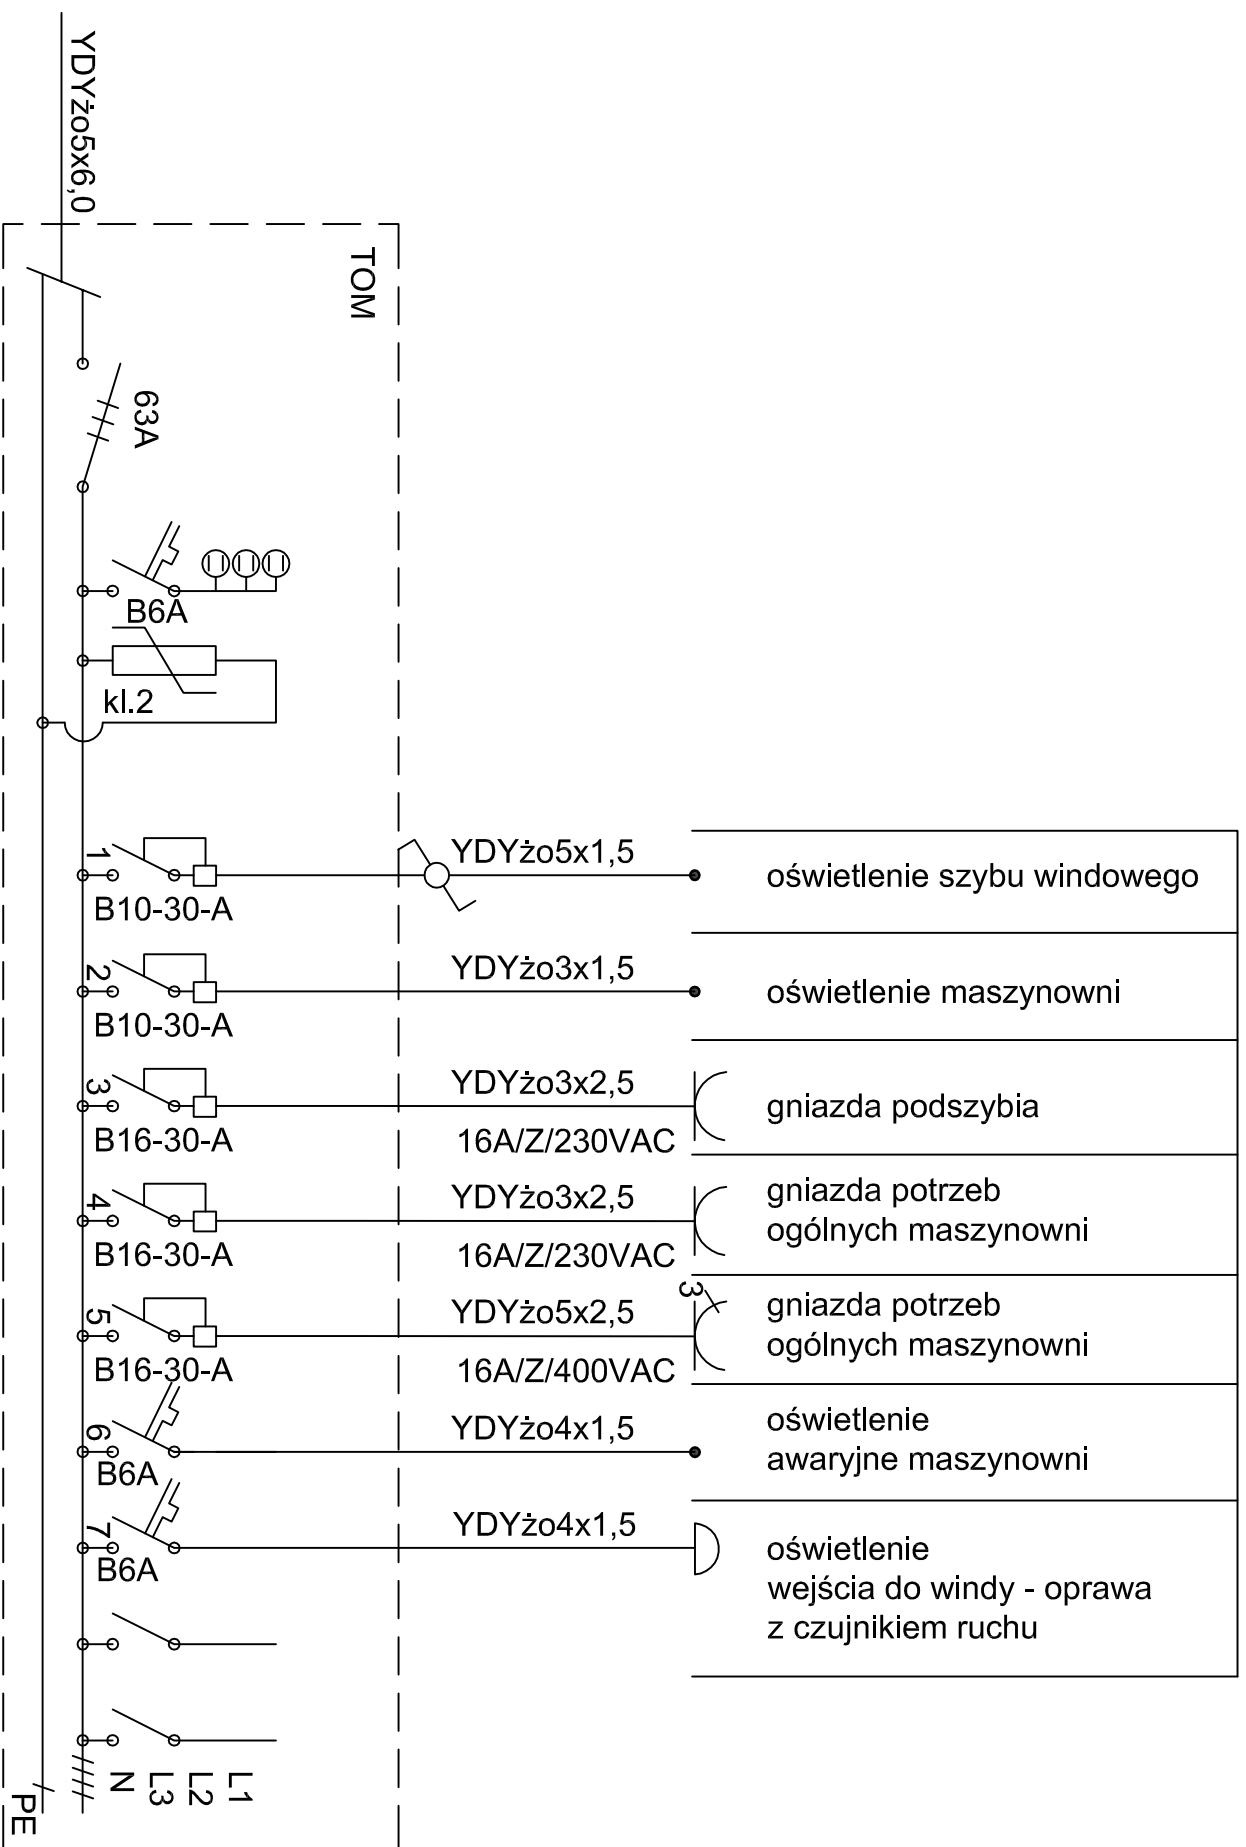 YDYżo5x6,0
TOM
63A
B6A
kl.2
1
B10-30-A
YDYżo5x1,5
oświetlenie szybu windowego
2
B10-30-A
YDYżo3x1,5
oświetlenie maszynowni
3
B16-30-A
YDYżo3x2,5
16A/Z/230VAC
gniazda podszybia
4
B16-30-A
YDYżo3x2,5
16A/Z/230VAC
gniazda potrzeb
ogólnych maszynowni
5
B16-30-A
YDYżo5x2,5
16A/Z/400VAC
3
gniazda potrzeb
ogólnych maszynowni
6
B6A
YDYżo4x1,5
oświetlenie
awaryjne maszynowni
7
B6A
YDYżo4x1,5
oświetlenie
wejścia do windy - oprawa
z czujnikiem ruchu
L1
L2
L3
N
PE